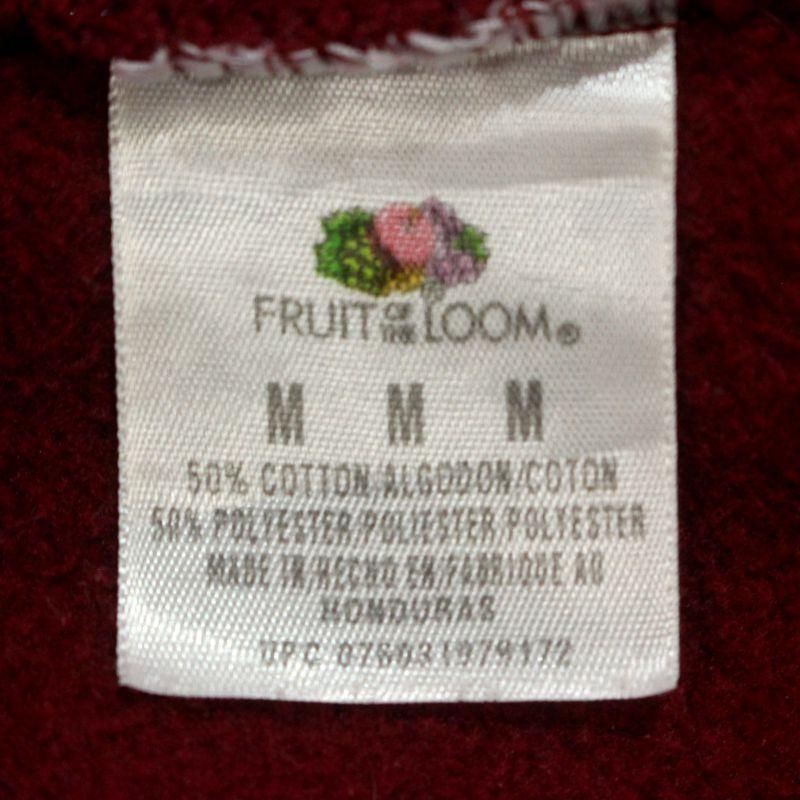 FRUIT OF THE LOOM®
M M M
50% COTTON/ALGODON/COTON
50% POLYESTER/POLIESTER/POLYESTER
MADE IN/HECHO EN/FABRIQUE AU
HONDURAS
UPC 076031979172